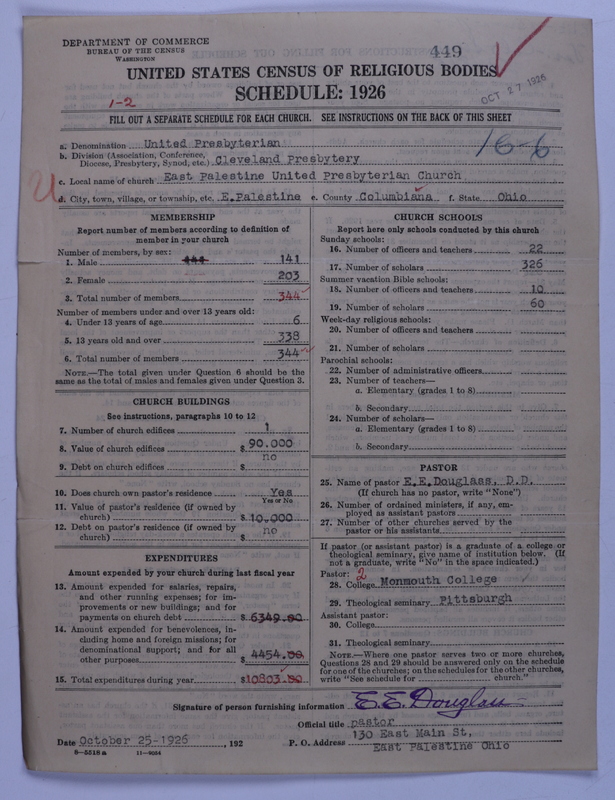 DEPARTMENT OF COMMERCE
BUREAU OF THE CENSUS
WASHINGTON
449
UNITED STATES CENSUS OF RELIGIOUS BODIES
SCHEDULE: 1926
OCT 27 1926
1-2
FILL OUT A SEPARATE SCHEDULE FOR EACH CHURCH. SEE INSTRUCTIONS ON THE BACK OF THIS SHEET
a. Denomination United Presbyterian
16-6
b. Division (Association, Conference, Diocese, Presbytery, Synod, etc.) Cleveland Presbytery
c. Local name of church East Palestine United Presbyterian Church
d. City, town, village, or township, etc. E.Palestine e. County Columbiana f. State Ohio
MEMBERSHIP
Report number of members according to definition of
member in your church
Number of members, by sex:
1. Male 444 141
2. Female 203
3. Total number of members 344
Number of members under and over 13 years old:
4. Under 13 years of age 6
5. 13 years old and over 338
6. Total number of members 344
NOTE.—The total given under Question 6 should be the
same as the total of males and females given under Question 3.
CHURCH BUILDINGS
See instructions, paragraphs 10 to 12
7. Number of church edifices 1
8. Value of church edifices $ 90.000
9. Debt on church edifices $ no
10. Does church own pastor's residence Yes
Yes or No
11. Value of pastor's residence (if owned by
church) $ 10.000
12. Debt on pastor's residence (if owned by
church) $ no
EXPENDITURES
Amount expended by your church during last fiscal year
13. Amount expended for salaries, repairs,
and other running expenses; for im-
provements or new buildings; and for
payments on church debt $ 6349.00
14. Amount expended for benevolences, in-
cluding home and foreign missions; for
denominational support; and for all
other purposes $ 4454.00
15. Total expenditures during year $10803.00
CHURCH SCHOOLS
Report here only schools conducted by this church
Sunday schools:
16. Number of officers and teachers 22
17. Number of scholars 326
Summer vacation Bible schools:
18. Number of officers and teachers 10
19. Number of scholars 60
Week-day religious schools:
20. Number of officers and teachers
21. Number of scholars
Parochial schools:
22. Number of administrative officers
23. Number of teachers—
a. Elementary (grades 1 to 8)
b. Secondary
24. Number of scholars—
a. Elementary (grades 1 to 8)
b. Secondary
PASTOR
25. Name of pastor E.E.Douglass, D.D.
(If church has no pastor, write "None")
26. Number of ordained ministers, if any, em-
ployed as assistant pastors
27. Number of other churches served by the
pastor or his assistants
If pastor (or assistant pastor) is a graduate of a college or
theological seminary, give name of institution below. (If
not a graduate, write "No" in the space indicated.)
Pastor: 2
28. College Monmouth College
29. Theological seminary Pittsburgh
Assistant pastor:
30. College
31. Theological seminary
NOTE.—Where one pastor serves two or more churches,
Questions 28 and 29 should be answered only on the schedule
for one of the churches; on the schedules for the other churches,
write "See schedule for church."
Signature of person furnishing information E.E. Douglass
Official title pastor
Date October 25-1926, 192 P. O. Address 130 East Main St,
East Palestine Ohio
8—5518 a 11—9034